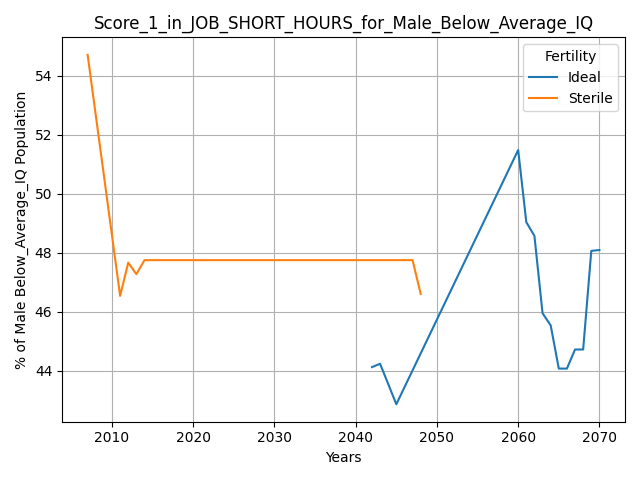 Score_1_in_JOB_SHORT_HOURS_for_Male_Below_Average_IQ
% of Male Below_Average_IQ Population
54
52
50
48
46
44
Fertility
Ideal
Sterile
2010 2020 2030 2040 2050 2060 2070
Years